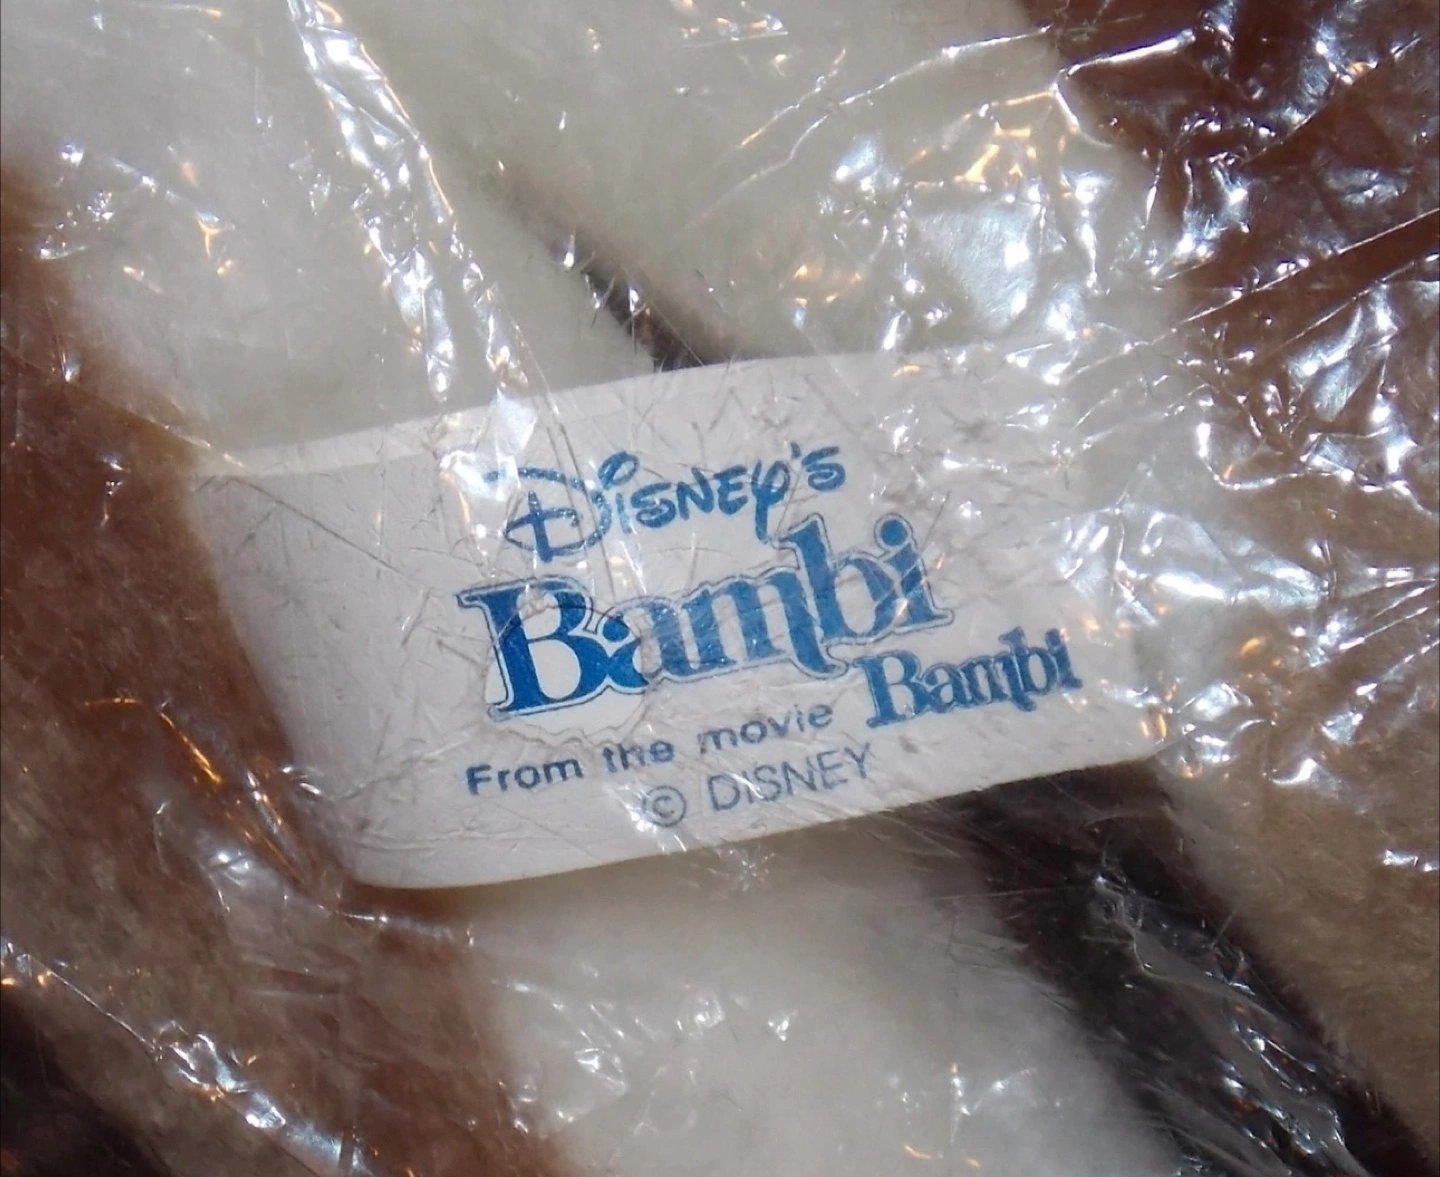 Disney's
Bambi
From the movie Bambi
© DISNEY